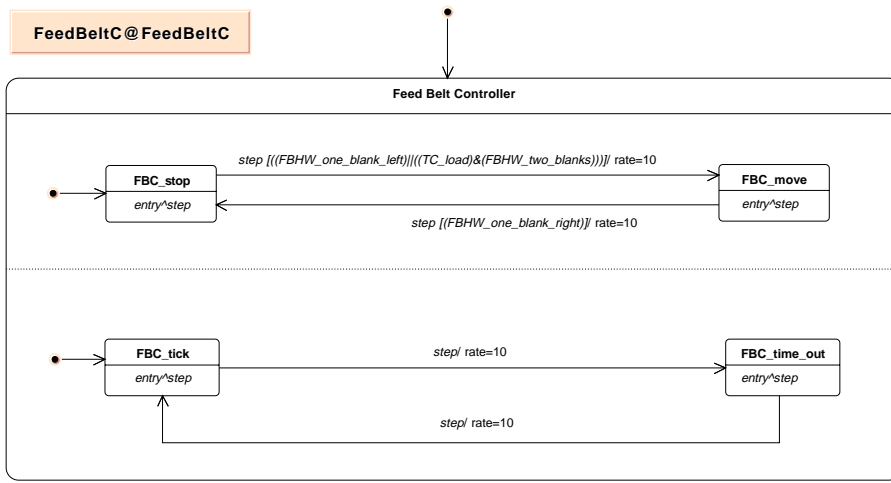 FeedBeltC@FeedBeltC
Feed Belt Controller
step [((FBHW_one_blank_left)||((TC_load)&(FBHW_two_blanks)))]/ rate=10
FBC_stop
entry^step
FBC_move
entry^step
step [(FBHW_one_blank_right)]/ rate=10
FBC_tick
entry^step
step/ rate=10
FBC_time_out
entry^step
step/ rate=10